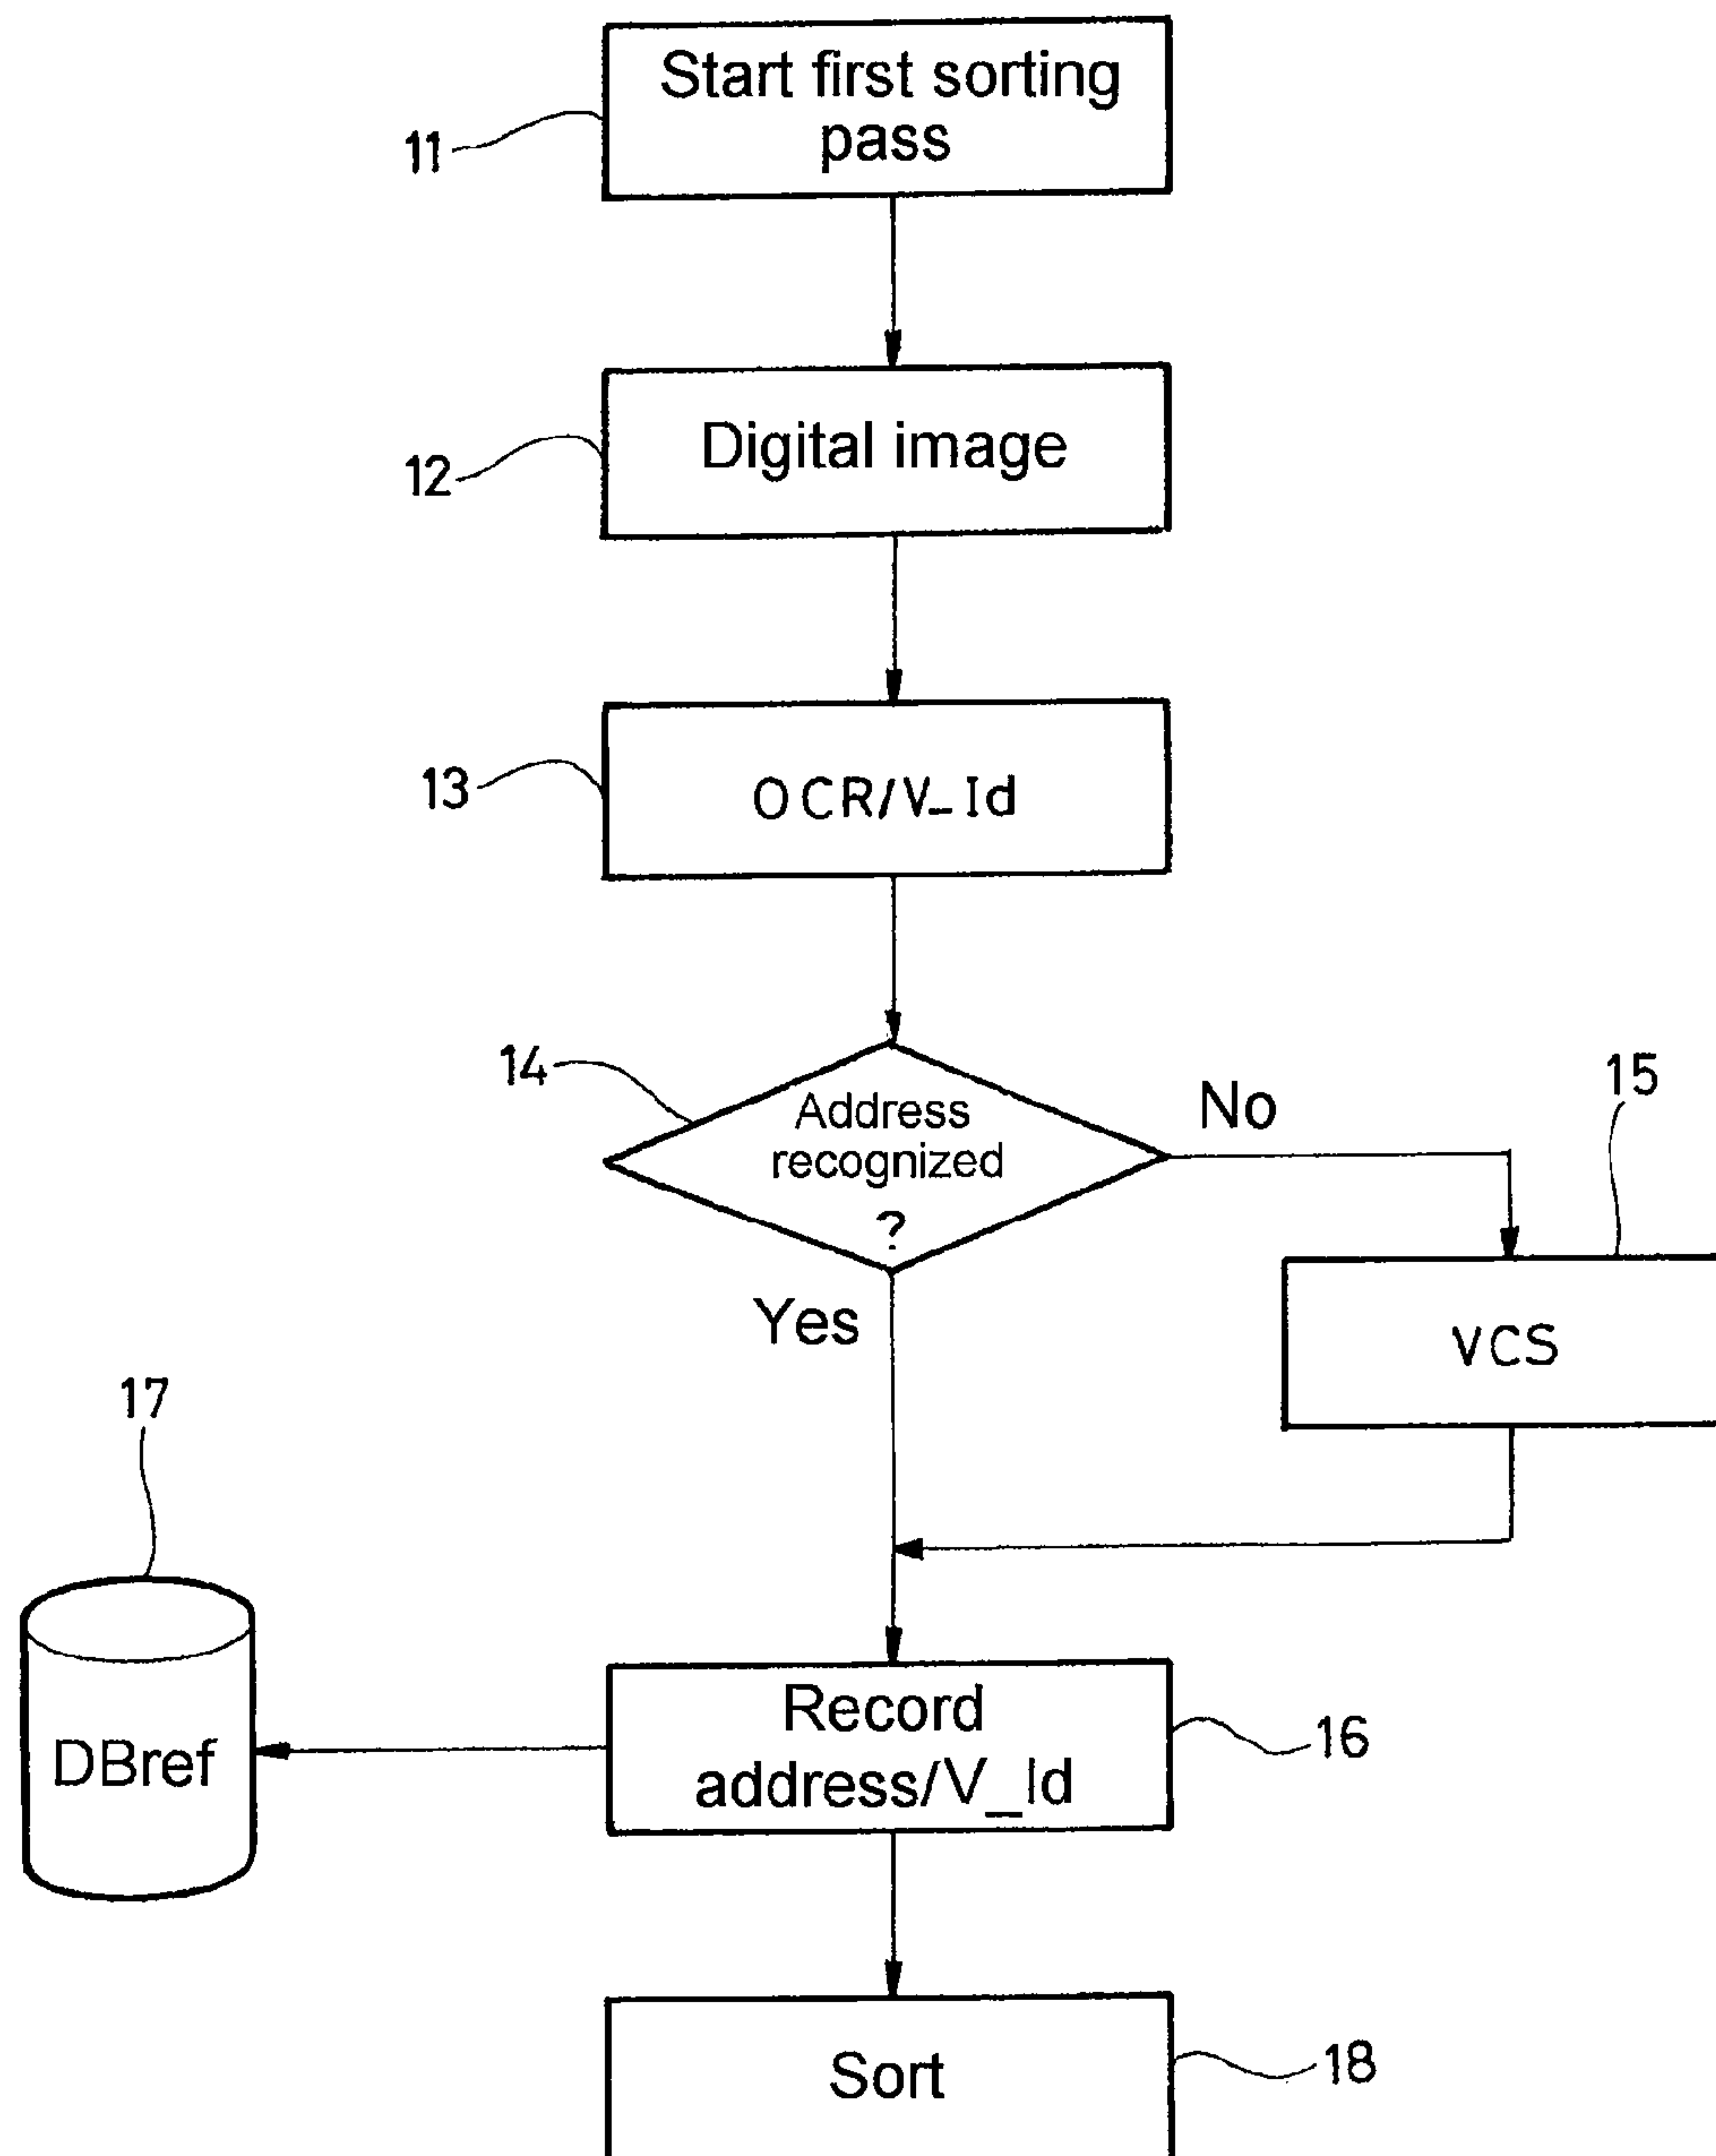 Start first sorting
pass
11
Digital image
12
OCR/V_Id
13
14
Address
recognized
?
No
15
Yes
VCS
17
DBref
Record
address/V_Id
16
Sort
18